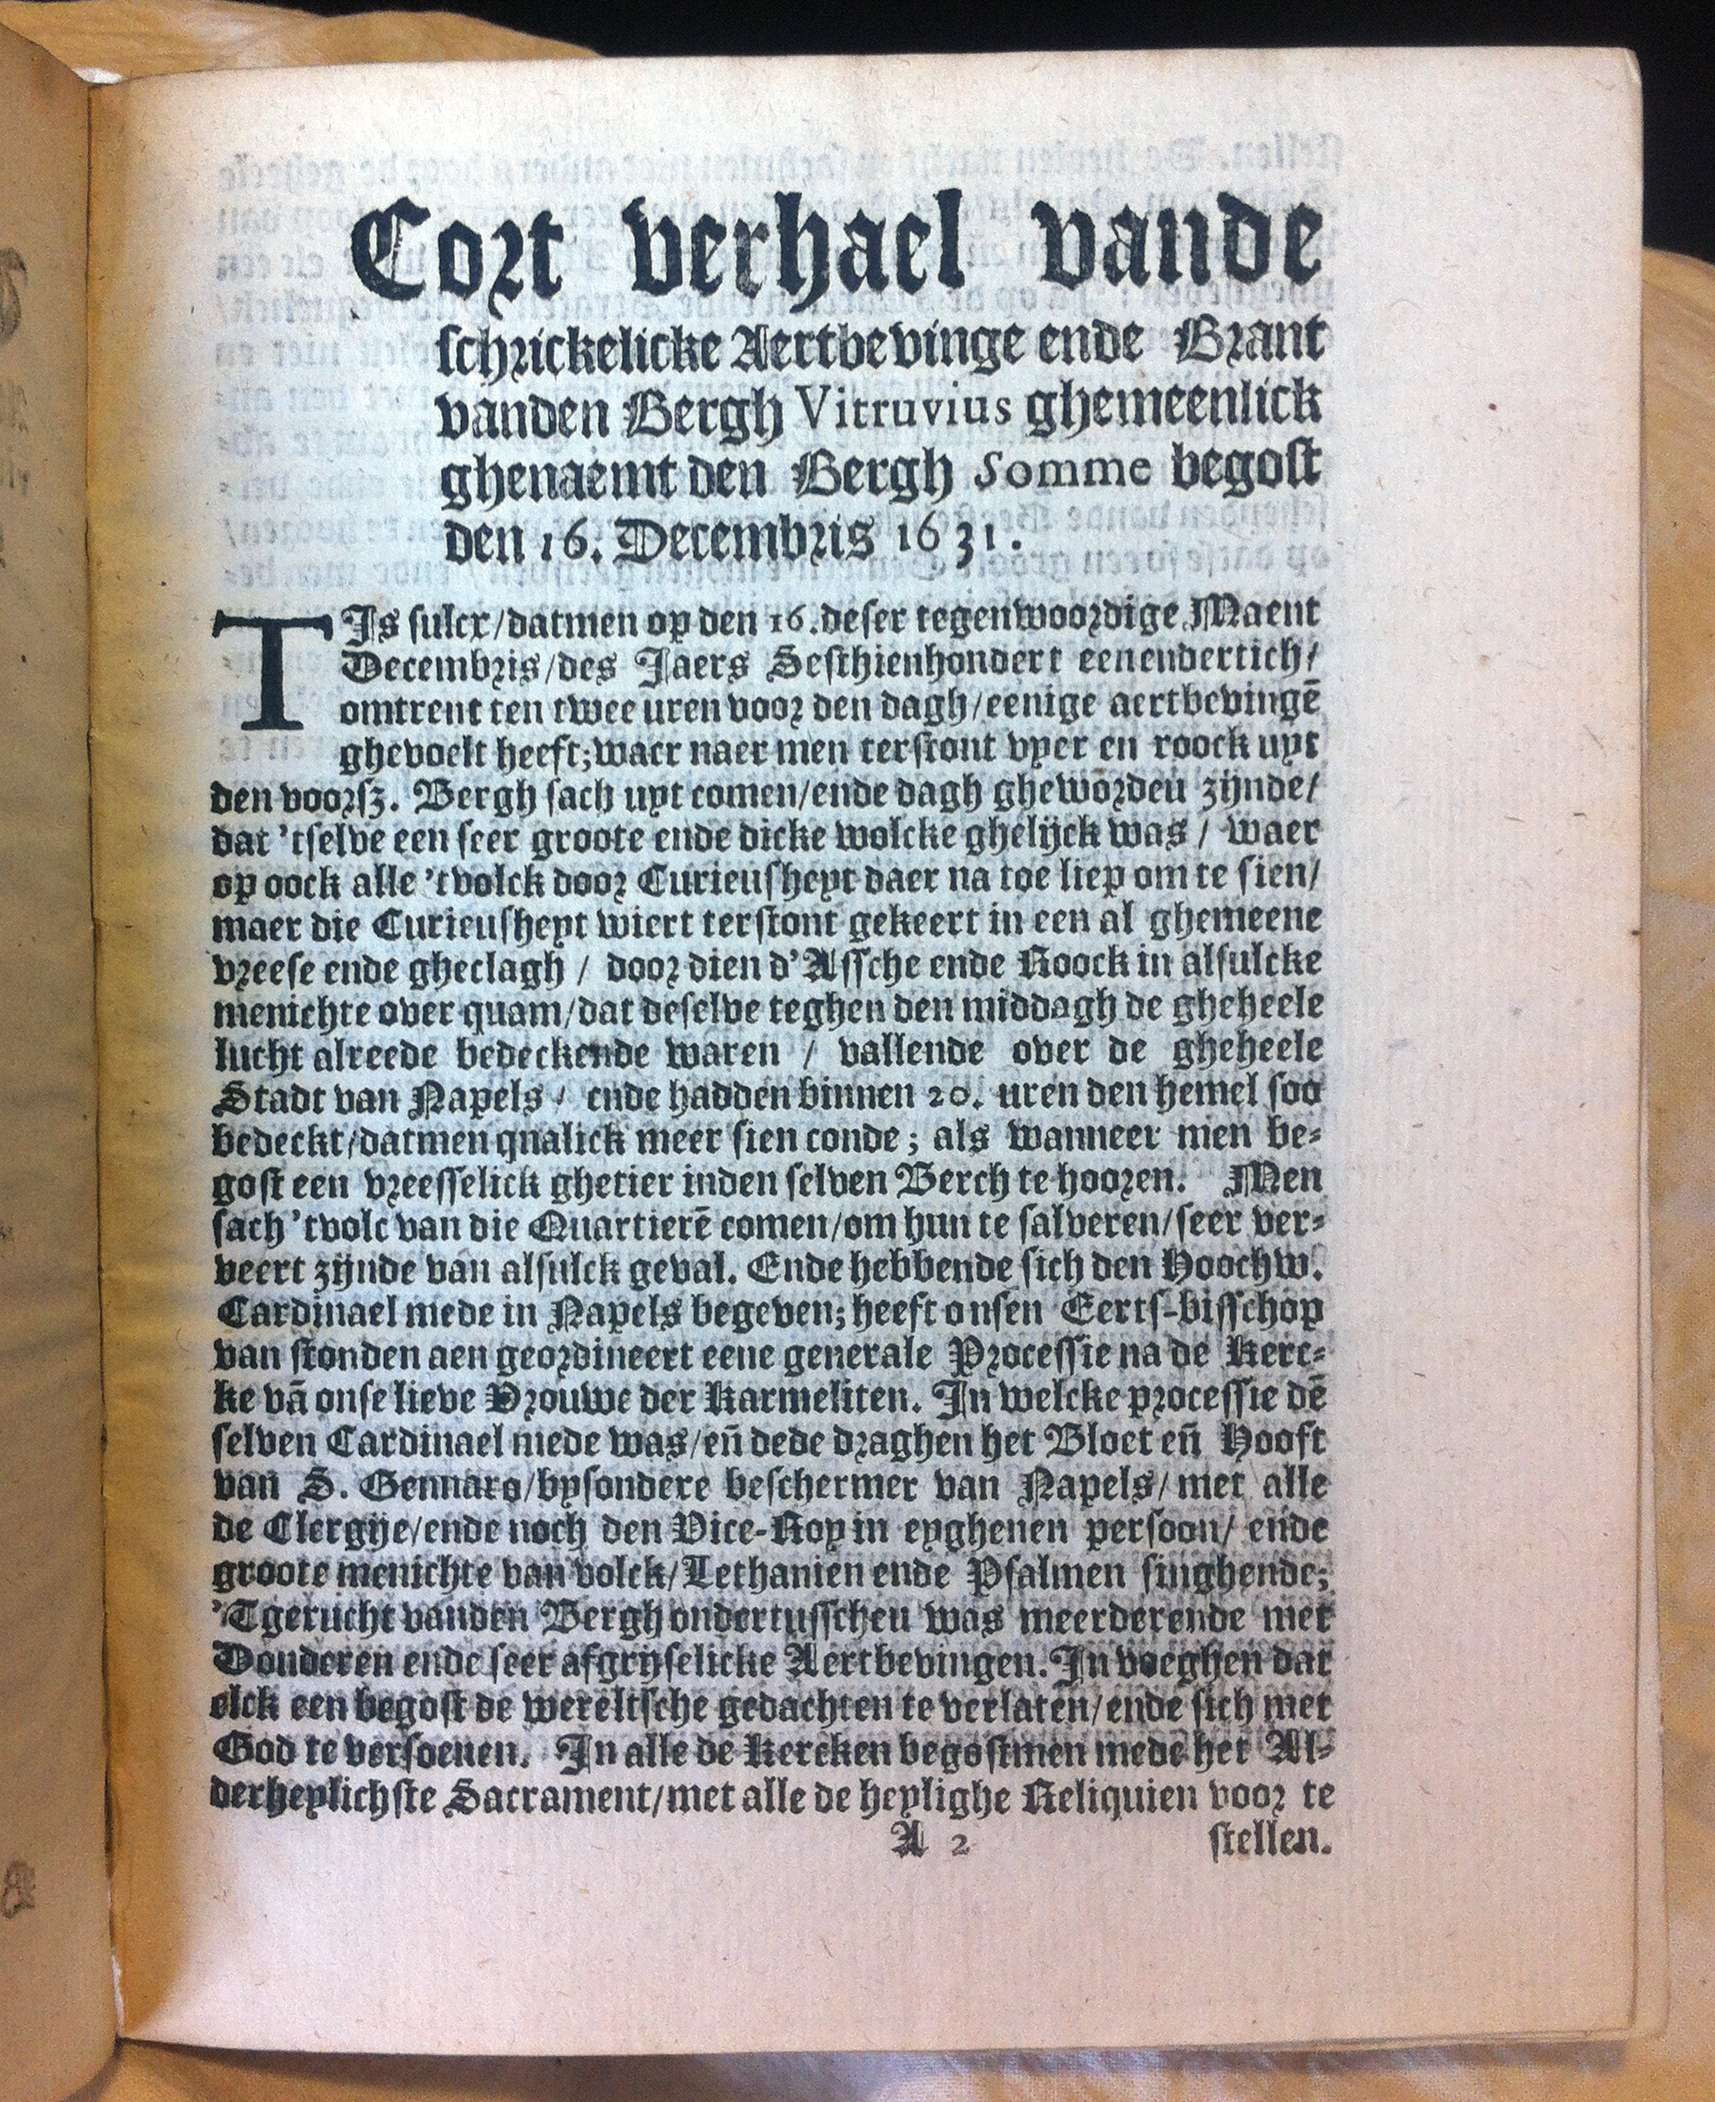 Cort verhael vande
schrickelicke Aertbevinge ende Brant
vanden Bergh Vitruvius ghemeenlick
ghenaemt den Bergh Somme begost
den 16. Decembris 1631.
TIs sulcx/datmen op den 16. deser tegenwoordige Maent
Decembris/des Jaers Sesthienhondert eenendertich/
omtrent ten twee uren voor den dagh/eenige aertbevingē
ghevoelt heeft; waer naer men terstont vyer en roock uyt
den voorsz. Bergh sach uyt comen/ende dagh gheworden zijnde/
dat 'tselve een seer groote ende dicke wolcke ghelijck was / waer
op oock alle 'tvolck door Curieusheyt daer na toe liep om te sien/
maer die Curieusheyt wiert terstont gekeert in een al ghemeene
vreese ende gheclagh / door dien d'Assche ende Roock in alsulcke
menichte over quam/dat deselve teghen den middagh de gheheele
lucht alreede bedeckende waren / vallende over de gheheele
Stadt van Napels / ende hadden binnen 20. uren den hemel soo
bedeckt/datmen qualick meer sien conde; als wanneer men be-
gost een vreesselick ghetier inden selven Berch te hooren. Men
sach 'tvolc van die Quartierē comen/om hun te salveren/seer ver-
veert zijnde van alsulck geval. Ende hebbende sich den Hoochw.
Cardinael mede in Napels begeven; heeft onsen Eerts-bisschop
van stonden aen geordineert eene generale Processie na de Kerc-
ke vā onse lieve Vrouwe der Karmeliten. In welcke processie dē
selven Cardinael mede was/eñ dede draghen het Bloet eñ Hooft
van S. Gennaro/bysondere beschermer van Napels/met alle
de Clergije/ende noch den Vice-Roy in eyghenen persoon/ ende
groote menichte van volck/Lethanien ende Psalmen singhende;
'Tgerucht vanden Bergh ondertusschen was meerderende met
Donderen ende seer afgrijselicke Aertbevingen. In voeghen dat
elck een begost de wereltsche gedachten te verlaten/ende sich met
God te versoenen. In alle de Kercken begostmen mede het Al-
derheylichste Sacrament/met alle de heylighe Reliquien voor te
A 2 stellen.